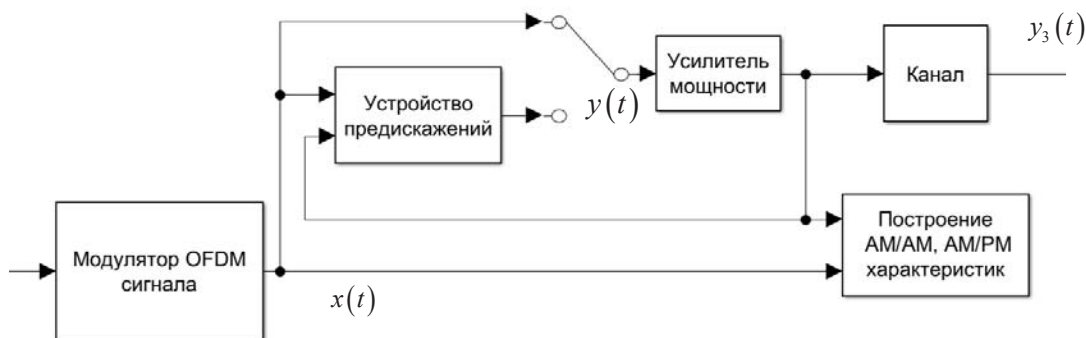 y₃(t)
Усилитель
мощности
Канал
Устройство
предискажений
y(t)
Построение
AM/AM, AM/PM
характеристик
Модулятор OFDM
сигнала
x(t)